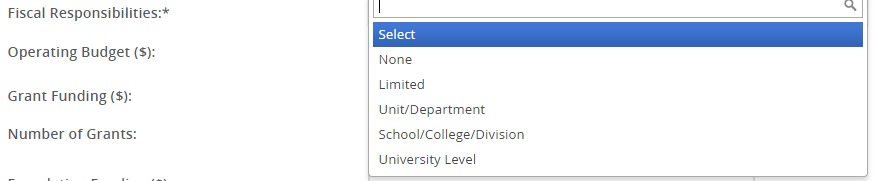 Fiscal Responsibilities:*
Select
Operating Budget ($):
None
Limited
Grant Funding ($):
Unit/Department
Number of Grants:
School/College/Division
University Level